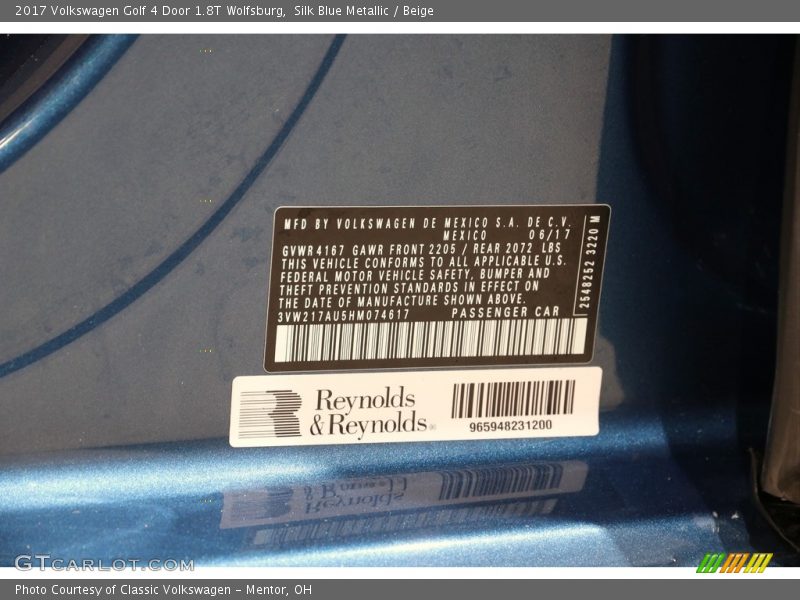 2017 Volkswagen Golf 4 Door 1.8T Wolfsburg,  Silk Blue Metallic / Beige
MFD BY VOLKSWAGEN DE MEXICO S.A. DE C.V.
MEXICO 06/17
GVWR 4167 GAWR FRONT 2205 / REAR 2072 LBS
THIS VEHICLE CONFORMS TO ALL APPLICABLE U.S.
FEDERAL MOTOR VEHICLE SAFETY, BUMPER AND
THEFT PREVENTION STANDARDS IN EFFECT ON
THE DATE OF MANUFACTURE SHOWN ABOVE.
3VW217AU5HM074617 PASSENGER CAR
2548252 3220 M
Reynolds
&Reynolds®
965948231200
GTcarlot.com
Photo Courtesy of Classic Volkswagen - Mentor, OH